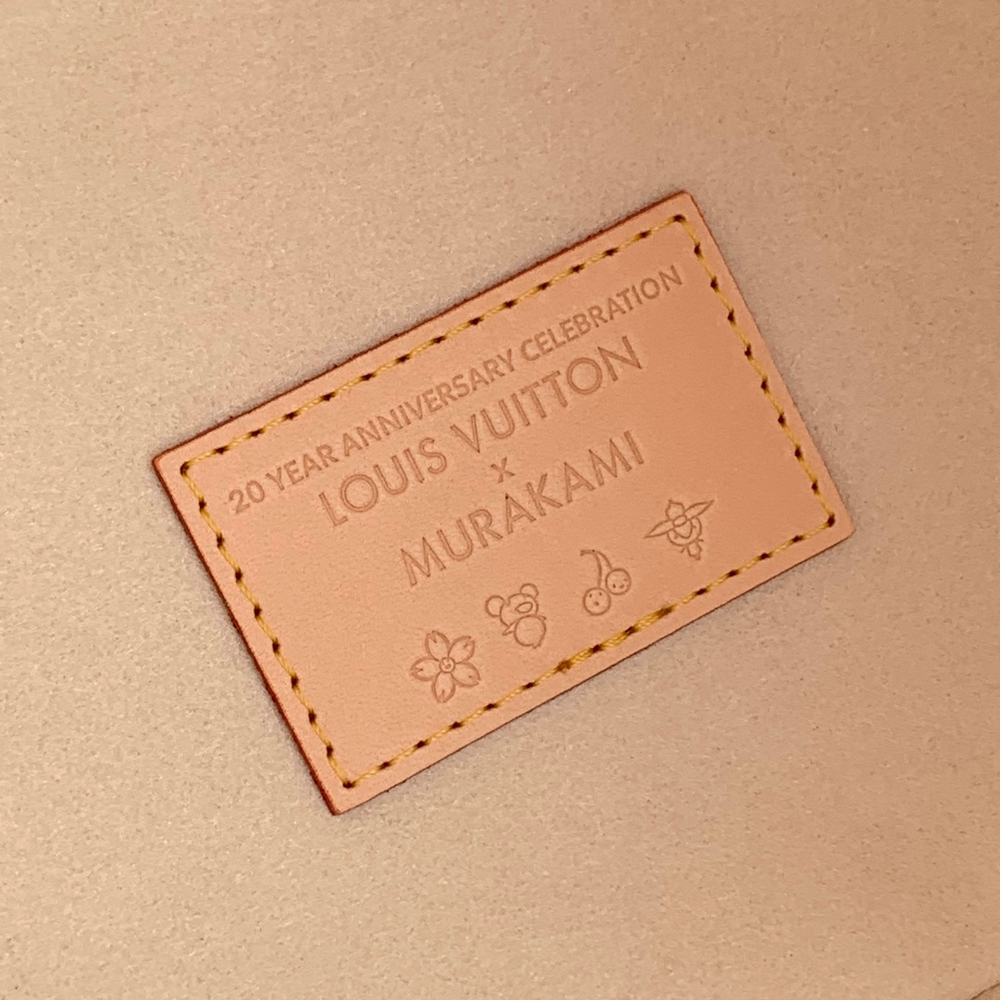 20 YEAR ANNIVERSARY CELEBRATION
LOUIS VUITTON
x
MURAKAMI